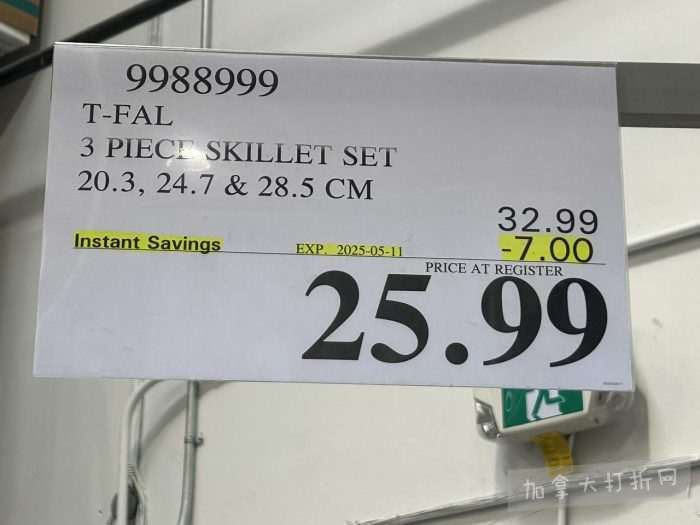 9988999
T-FAL
3 PIECE SKILLET SET
20.3, 24.7 & 28.5 CM
32.99
Instant Savings EXP. 2025-05-11 -7.00
PRICE AT REGISTER
25.99
加拿大打折网